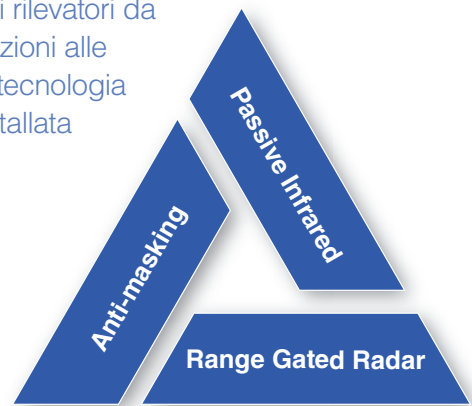 i rilevatori da
zioni alle
tecnologia
tallata
Passive Infrared
Anti-masking
Range Gated Radar